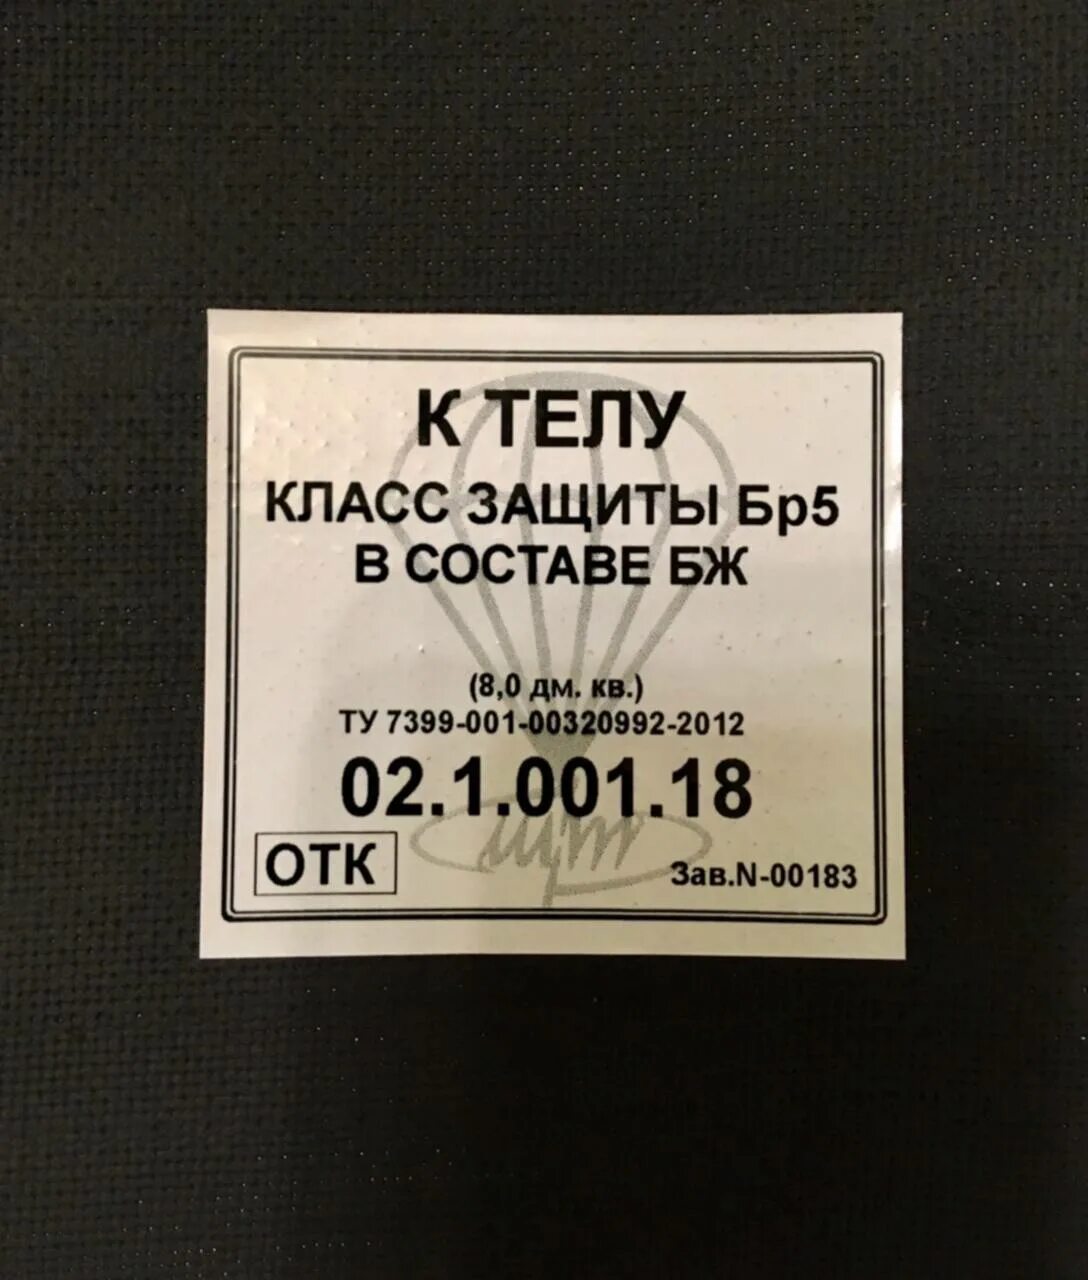 К ТЕЛУ
КЛАСС ЗАЩИТЫ Бр5
В СОСТАВЕ БЖ
(8,0 дм. кв.)
ТУ 7399-001-00320992-2012
02.1.001.18
ОТК
Зав.N-00183